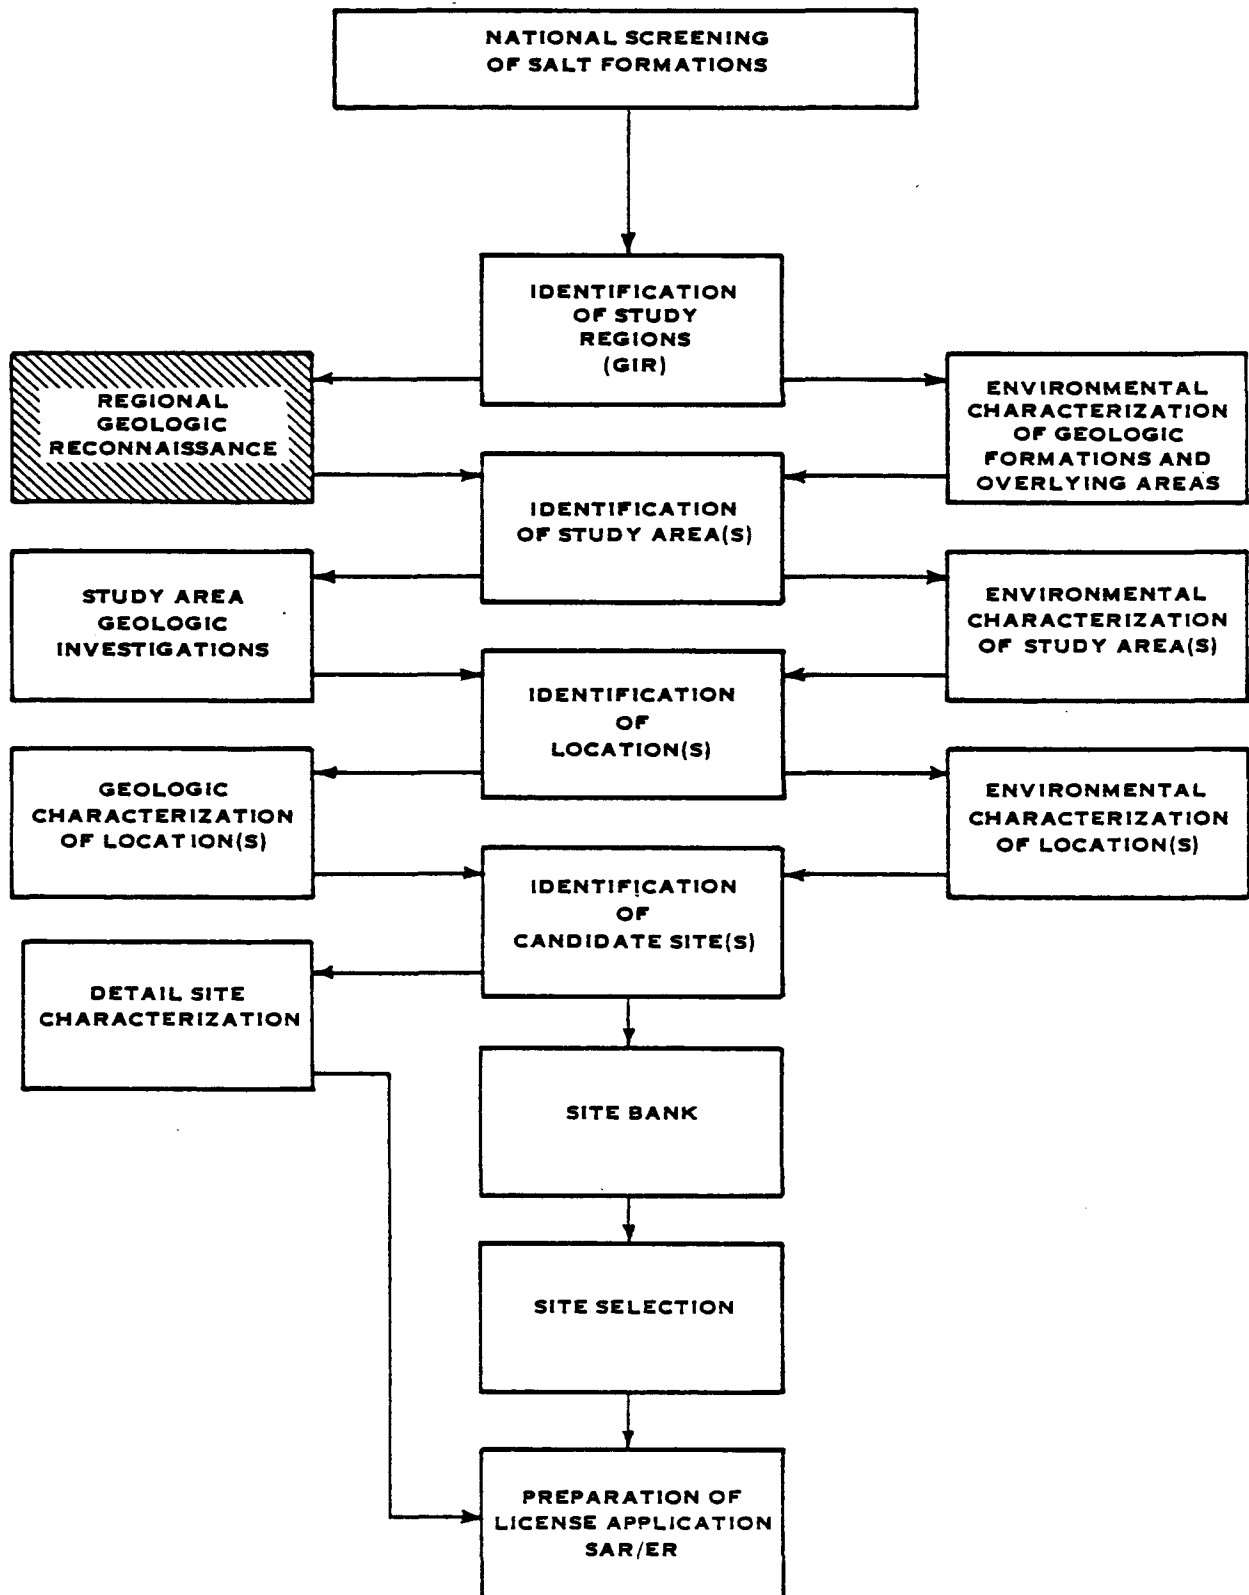 NATIONAL SCREENING
OF SALT FORMATIONS
IDENTIFICATION
OF STUDY
REGIONS
(GIR)
REGIONAL
GEOLOGIC
RECONNAISSANCE
ENVIRONMENTAL
CHARACTERIZATION
OF GEOLOGIC
FORMATIONS AND
OVERLYING AREAS
IDENTIFICATION
OF STUDY AREA(S)
STUDY AREA
GEOLOGIC
INVESTIGATIONS
ENVIRONMENTAL
CHARACTERIZATION
OF STUDY AREA(S)
IDENTIFICATION
OF
LOCATION(S)
GEOLOGIC
CHARACTERIZATION
OF LOCATION(S)
ENVIRONMENTAL
CHARACTERIZATION
OF LOCATION(S)
IDENTIFICATION
OF
CANDIDATE SITE(S)
DETAIL SITE
CHARACTERIZATION
SITE BANK
SITE SELECTION
PREPARATION OF
LICENSE APPLICATION
SAR/ER